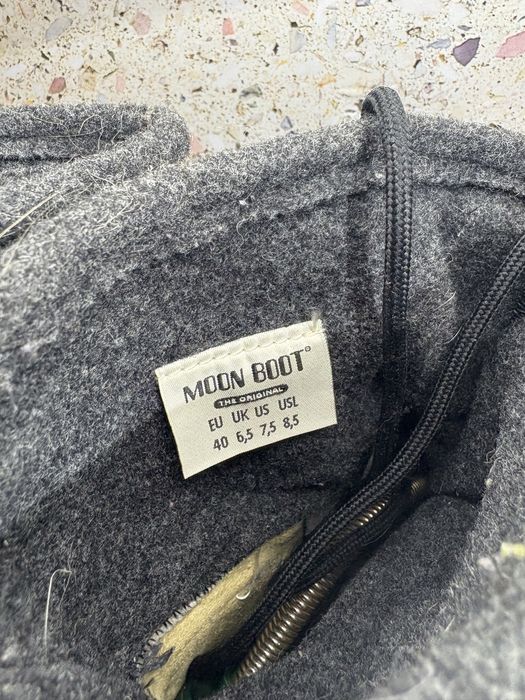 MOON BOOT®
THE ORIGINAL
EU UK US USL
40 6,5 7,5 8,5